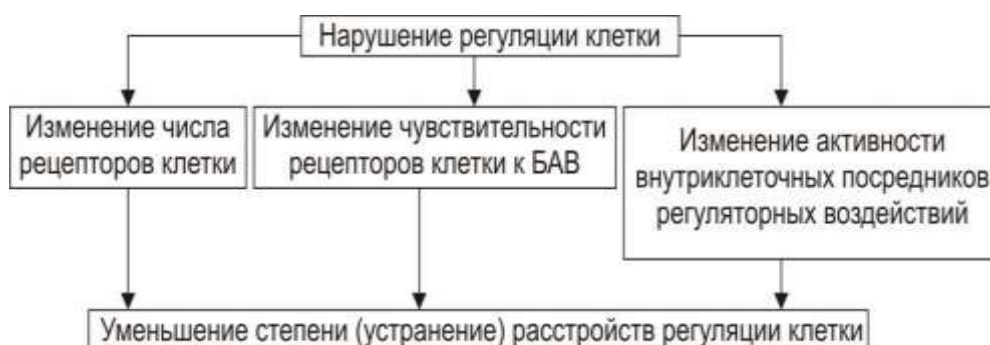 Нарушение регуляции клетки
Изменение числа
рецепторов клетки
Изменение чувствительности
рецепторов клетки к БАВ
Изменение активности
внутриклеточных посредников
регуляторных воздействий
Уменьшение степени (устранение) расстройств регуляции клетки